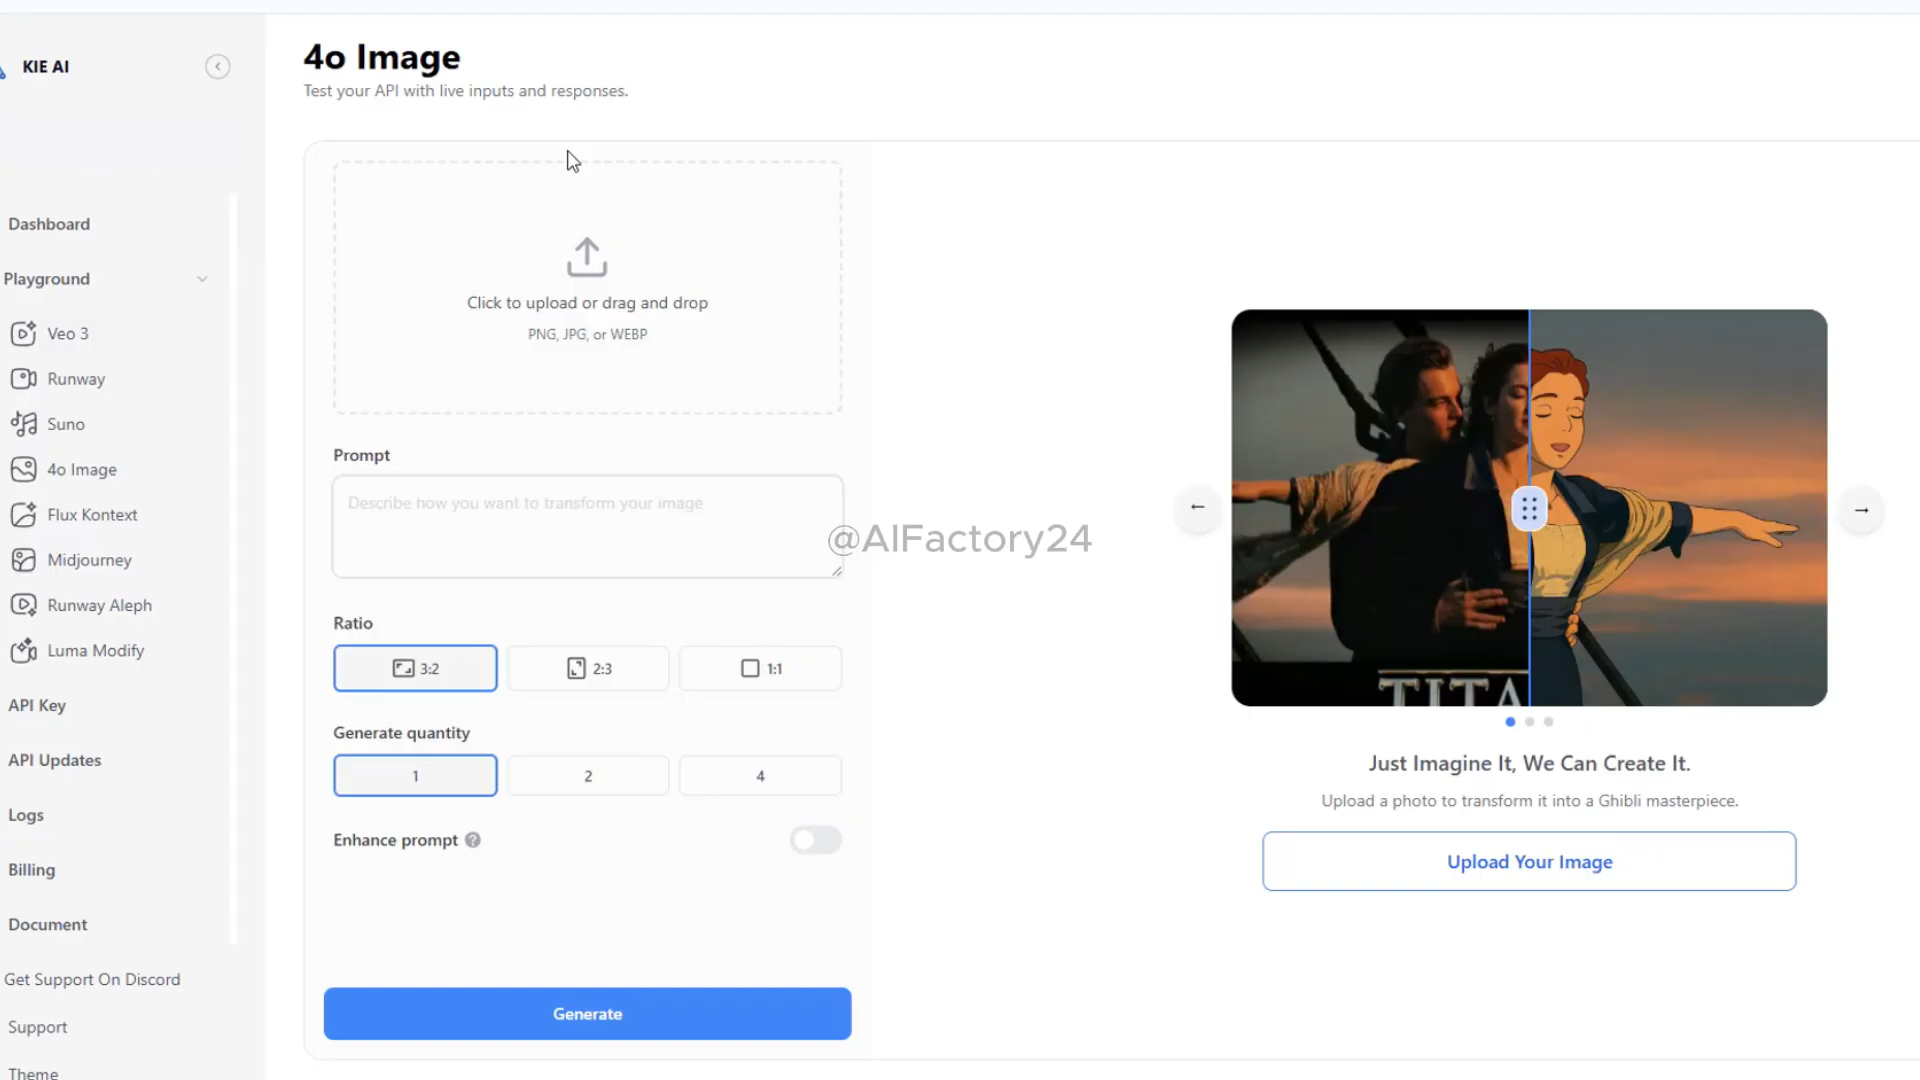 KIE AI
Dashboard
Playground
Veo 3
Runway
Suno
4o Image
Flux Kontext
Midjourney
Runway Aleph
Luma Modify
API Key
API Updates
Logs
Billing
Document
Get Support On Discord
Support
Theme
4o Image
Test your API with live inputs and responses.
Click to upload or drag and drop
PNG, JPG, or WEBP
Prompt
Describe how you want to transform your image
Ratio
3:2
2:3
1:1
Generate quantity
1
2
4
Enhance prompt
Generate
@AIFactory24
TITA
Just Imagine It, We Can Create It.
Upload a photo to transform it into a Ghibli masterpiece.
Upload Your Image